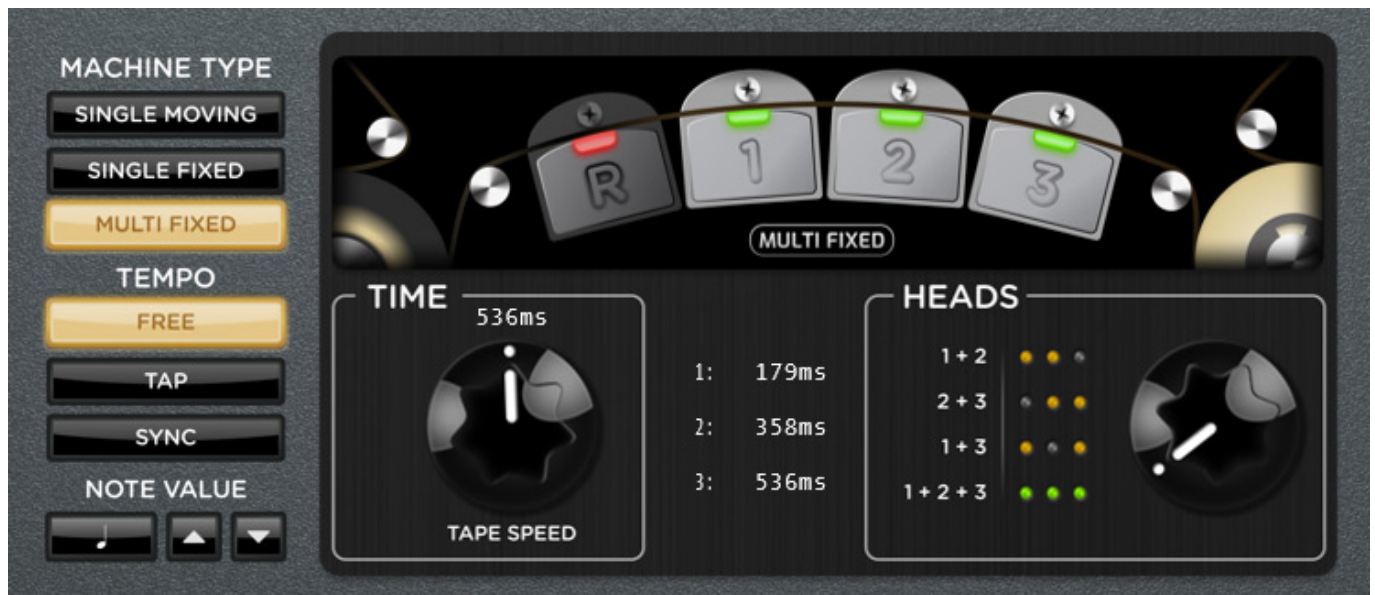 MACHINE TYPE
SINGLE MOVING
SINGLE FIXED
MULTI FIXED
TEMPO
FREE
TAP
SYNC
NOTE VALUE
R
1
2
3
MULTI FIXED
TIME
536ms
TAPE SPEED
1: 179ms
2: 358ms
3: 536ms
HEADS
1 + 2
2 + 3
1 + 3
1 + 2 + 3